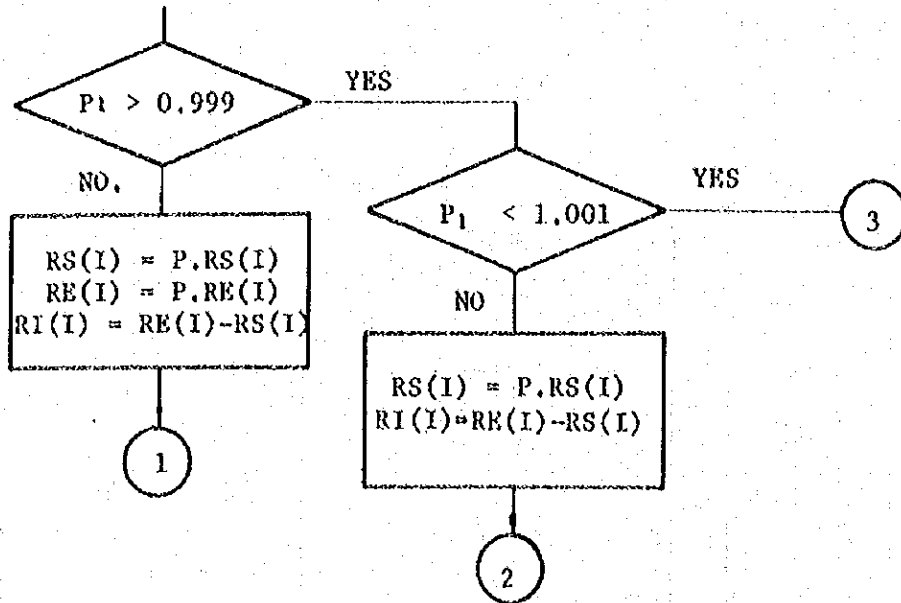 P1 > 0.999
YES
NO.
P1 < 1.001
YES
3
RS(I) = P.RS(I)
RE(I) = P.RE(I)
RI(I) = RE(I)-RS(I)
NO
RS(I) = P.RS(I)
RI(I)=RE(I)-RS(I)
1
2